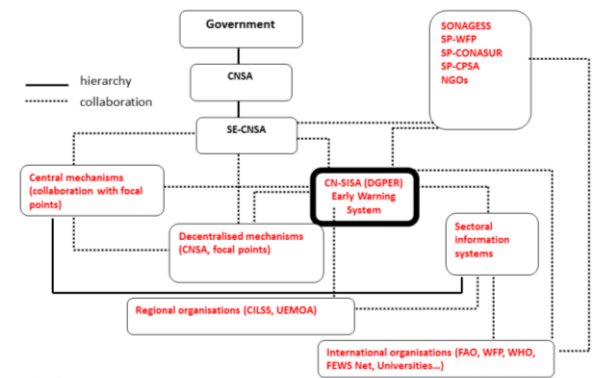 Government
SONAGESS
SP-WFP
SP-CONASUR
SP-CPSA
NGOs
CNSA
hierarchy
collaboration
SE-CNSA
Central mechanisms
(collaboration with focal
points)
CN-SISA (DGPER)
Early Warning
System
Decentralised mechanisms
(CNSA, focal points)
Sectoral
information
systems
Regional organisations (CILSS, UEMOA)
International organisations (FAO, WFP, WHO,
FEWS Net, Universities...)